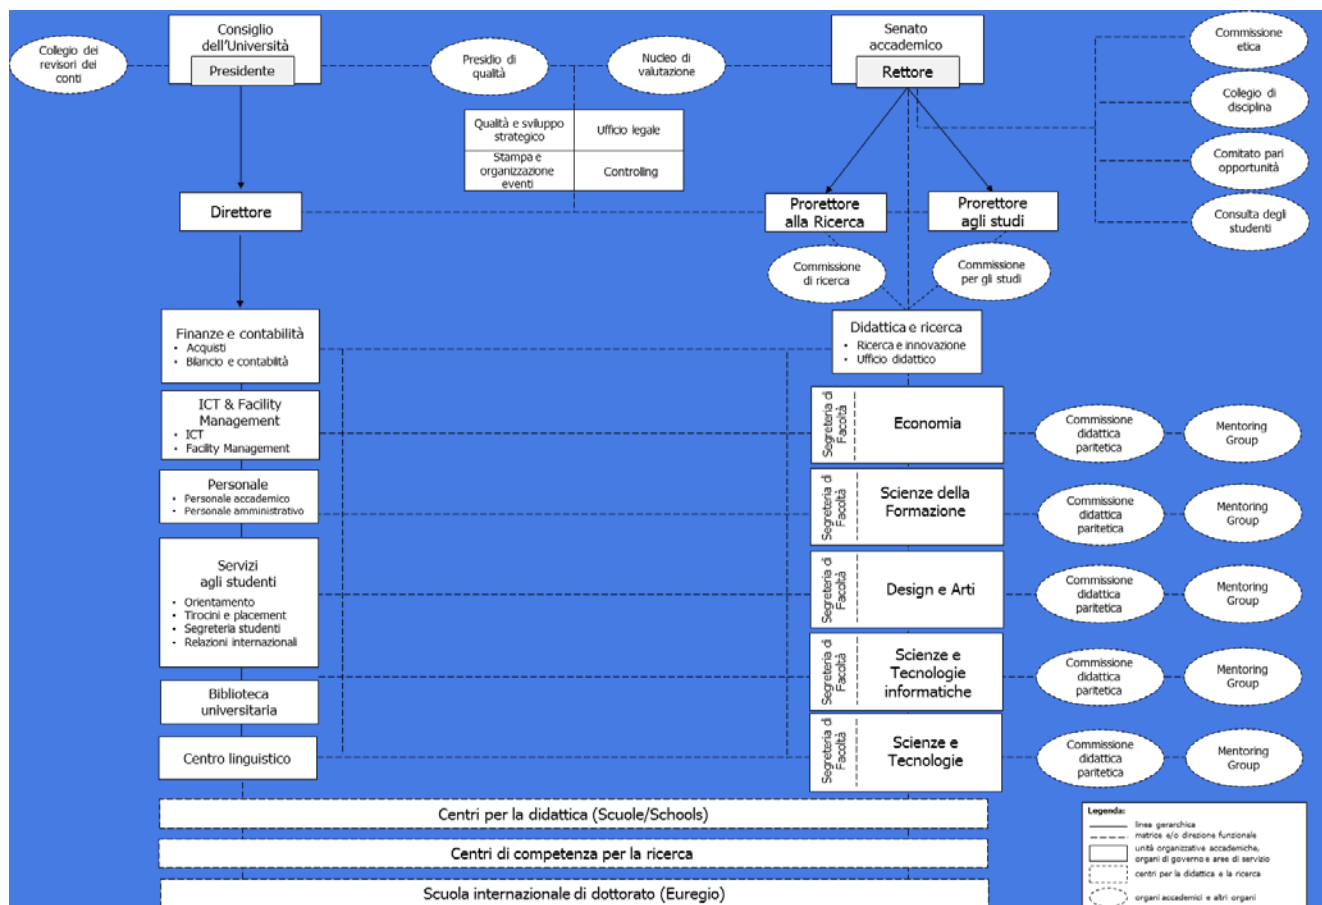 Consiglio
dell'Università
Presidente
Collegio dei
revisori dei
conti
Presidio di
qualità
Nucleo di
valutazione
Senato
accademico
Rettore
Commissione
etica
Collegio di
disciplina
Comitato pari
opportunità
Consulta degli
studenti
Qualità e sviluppo
strategico
Ufficio legale
Stampa e
organizzazione
eventi
Controlling
Direttore
Prorettore
alla Ricerca
Prorettore
agli studi
Commissione
di ricerca
Commissione
per gli studi
Finanze e contabilità
• Acquisti
• Bilancio e contabilità
Didattica e ricerca
• Ricerca e innovazione
• Ufficio didattico
ICT & Facility
Management
• ICT
• Facility Management
Segreteria di
Facoltà
Economia
Commissione
didattica
paritetica
Mentoring
Group
Personale
• Personale accademico
• Personale amministrativo
Segreteria di
Facoltà
Scienze della
Formazione
Commissione
didattica
paritetica
Mentoring
Group
Servizi
agli studenti
• Orientamento
• Tirocini e placement
• Segreteria studenti
• Relazioni internazionali
Segreteria di
Facoltà
Design e Arti
Commissione
didattica
paritetica
Mentoring
Group
Biblioteca
universitaria
Segreteria di
Facoltà
Scienze e
Tecnologie
informatiche
Commissione
didattica
paritetica
Mentoring
Group
Centro linguistico
Segreteria di
Facoltà
Scienze e
Tecnologie
Commissione
didattica
paritetica
Mentoring
Group
Centri per la didattica (Scuole/Schools)
Centri di competenza per la ricerca
Scuola internazionale di dottorato (Euregio)
Legenda:
linea gerarchica
matrice e/o direzione funzionale
unità organizzative accademiche,
organi di governo e aree di servizio
centri per la didattica e la ricerca
organi accademici e altri organi